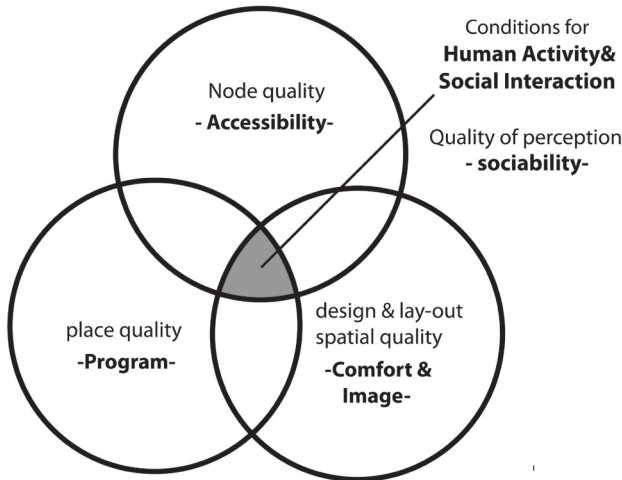 Conditions for
Human Activity&
Social Interaction
Node quality
- Accessibility-
Quality of perception
- sociability-
place quality
-Program-
design & lay-out
spatial quality
-Comfort &
Image-